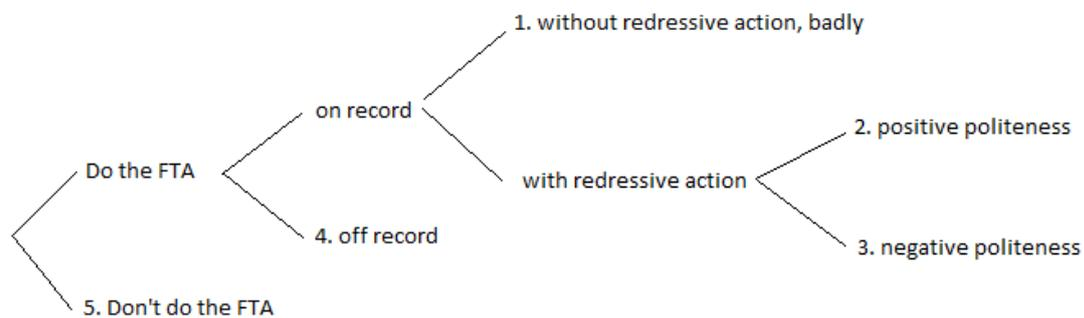 1. without redressive action, badly
on record
2. positive politeness
Do the FTA
with redressive action
4. off record
3. negative politeness
5. Don't do the FTA